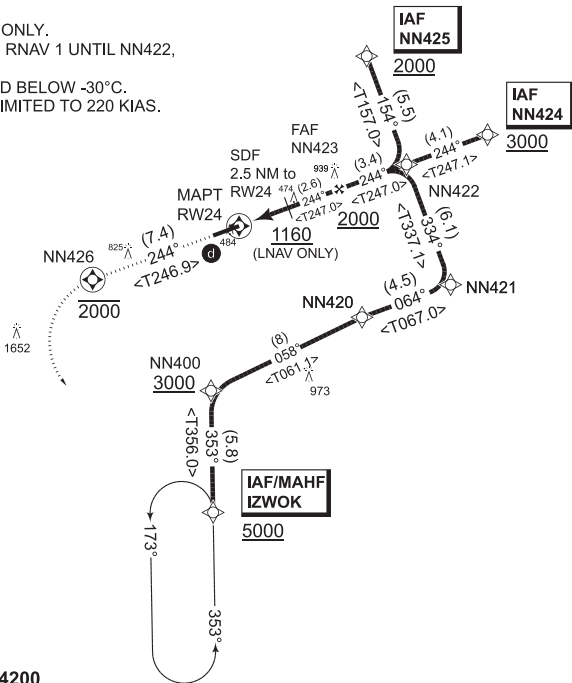 ONLY.
RNAV 1 UNTIL NN422,
D BELOW -30°C.
IMITED TO 220 KIAS.
IAF
NN425
2000
154°
(5.5)
<T157.0>
IAF
NN424
3000
(4.1)
244°
<T247.1>
FAF
NN423
939
(3.4)
244°
<T247.0>
2000
NN422
SDF
2.5 NM to
RW24
474
(2.6)
244°
<T247.0>
1160
(LNAV ONLY)
MAPT
RW24
484
d
825
(7.4)
244°
<T246.9>
NN426
2000
1652
(6.1)
334°
<T337.1>
NN421
(4.5)
064°
<T067.0>
NN420
(8)
058°
<T061.1>
973
NN400
3000
(5.8)
353°
<T356.0>
IAF/MAHF
IZWOK
5000
173°
353°
4200